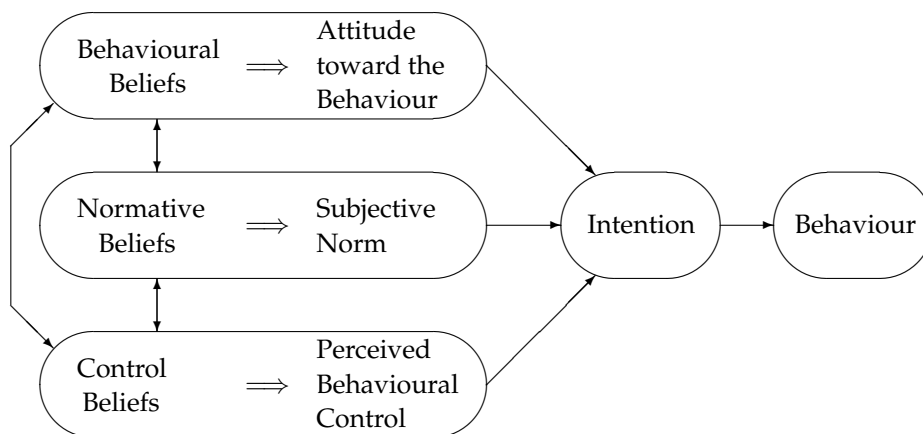 Behavioural
Beliefs
⟹
Attitude
toward the
Behaviour
Normative
Beliefs
⟹
Subjective
Norm
Intention
Behaviour
Control
Beliefs
⟹
Perceived
Behavioural
Control